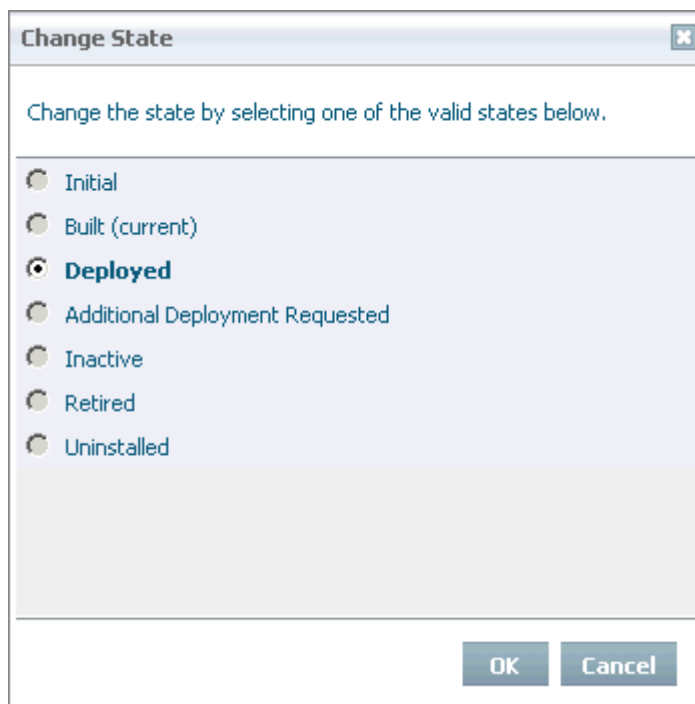 Change State
Change the state by selecting one of the valid states below.
Initial
Built (current)
Deployed
Additional Deployment Requested
Inactive
Retired
Uninstalled
OK Cancel